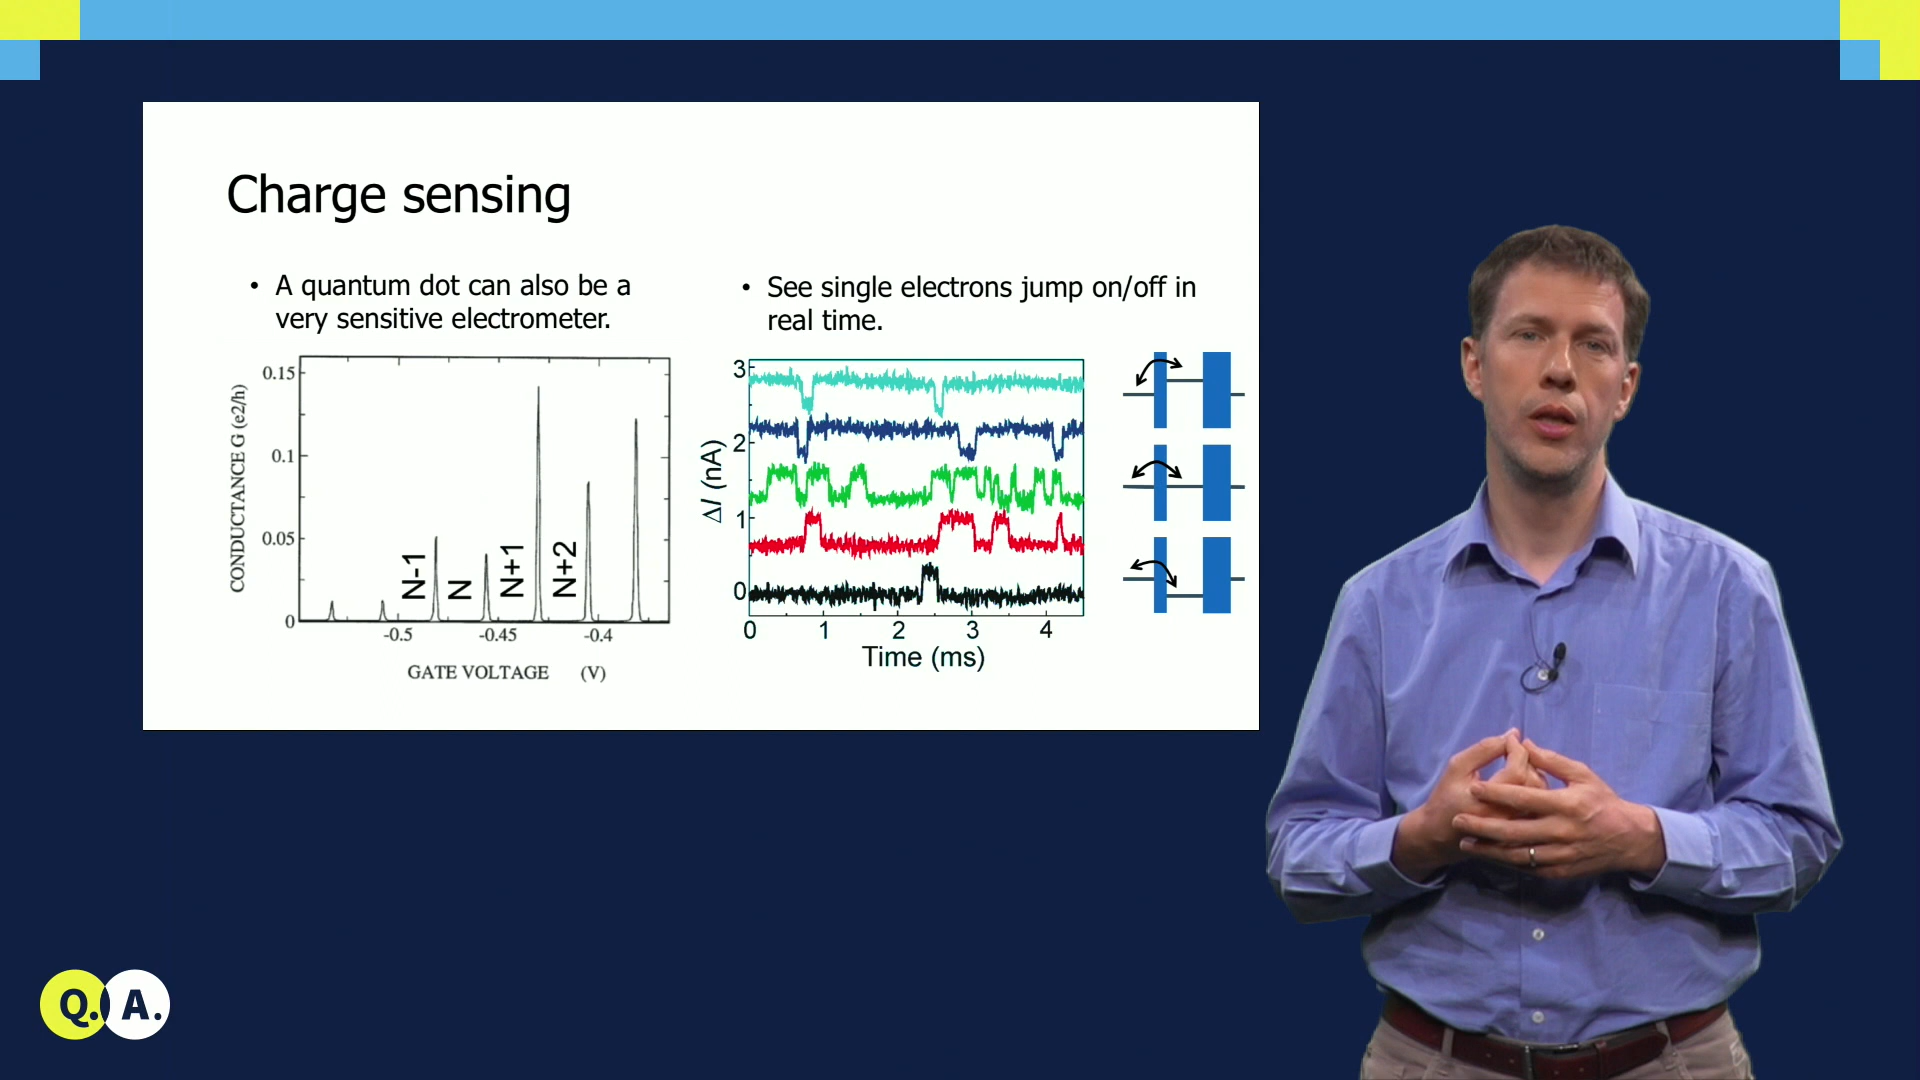 Charge sensing
• A quantum dot can also be a
very sensitive electrometer.
• See single electrons jump on/off in
real time.
CONDUCTANCE G (e2/h)
0.15
0.1
0.05
0
N-1
N
N+1
N+2
-0.5
-0.45
-0.4
GATE VOLTAGE (V)
ΔI (nA)
3
2
1
0
0
1
2
3
4
Time (ms)
Q. A.